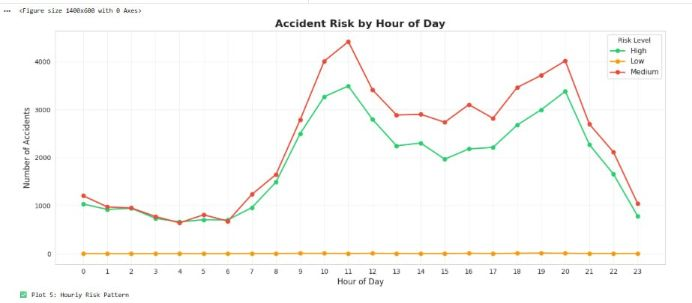 <Figure size 1400x600 with 0 Axes>
Accident Risk by Hour of Day
Risk Level
High
Low
Medium
4000
3000
2000
1000
0
Number of Accidents
0 1 2 3 4 5 6 7 8 9 10 11 12 13 14 15 16 17 18 19 20 21 22 23
Hour of Day
✅ Plot 5: Hourly Risk Pattern